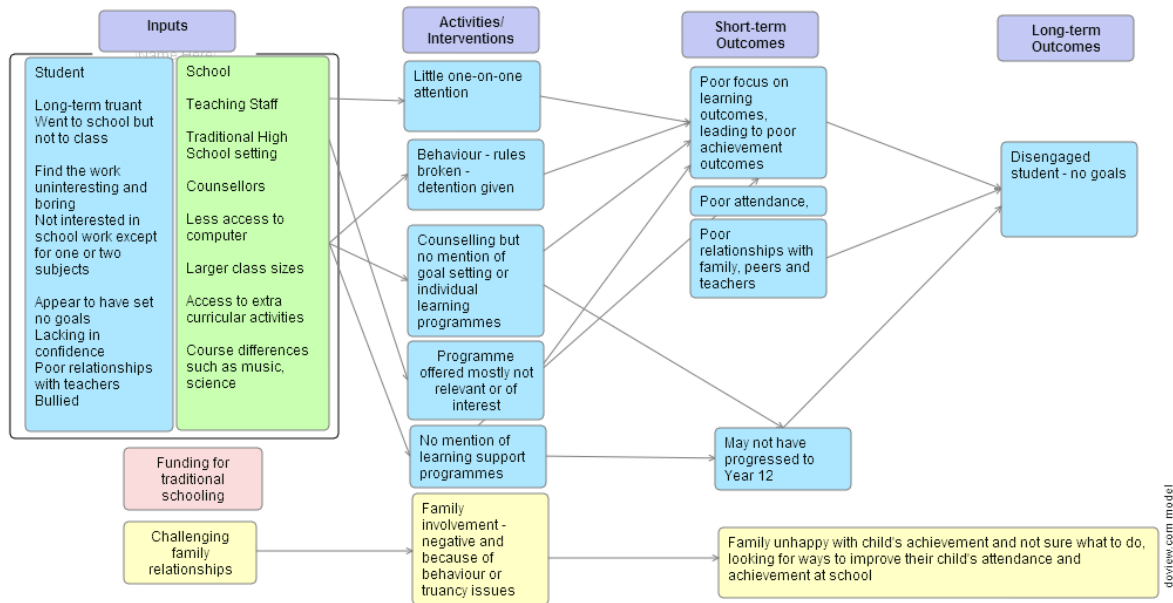 Inputs
Activities/
Interventions
Short-term
Outcomes
Long-term
Outcomes
(Name Here)
Student
Long-term truant
Went to school but
not to class
Find the work
uninteresting and
boring
Not interested in
school work except
for one or two
subjects
Appear to have set
no goals
Lacking in
confidence
Poor relationships
with teachers
Bullied
School
Teaching Staff
Traditional High
School setting
Counsellors
Less access to
computer
Larger class sizes
Access to extra
curricular activities
Course differences
such as music,
science
Funding for
traditional
schooling
Challenging
family
relationships
Little one-on-one
attention
Behaviour - rules
broken -
detention given
Counselling but
no mention of
goal setting or
individual
learning
programmes
Programme
offered mostly not
relevant or of
interest
No mention of
learning support
programmes
Family
involvement -
negative and
because of
behaviour or
truancy issues
Poor focus on
learning
outcomes,
leading to poor
achievement
outcomes
Poor attendance,
Poor
relationships with
family, peers and
teachers
May not have
progressed to
Year 12
Family unhappy with child's achievement and not sure what to do,
looking for ways to improve their child's attendance and
achievement at school
Disengaged
student - no goals
doview.com model